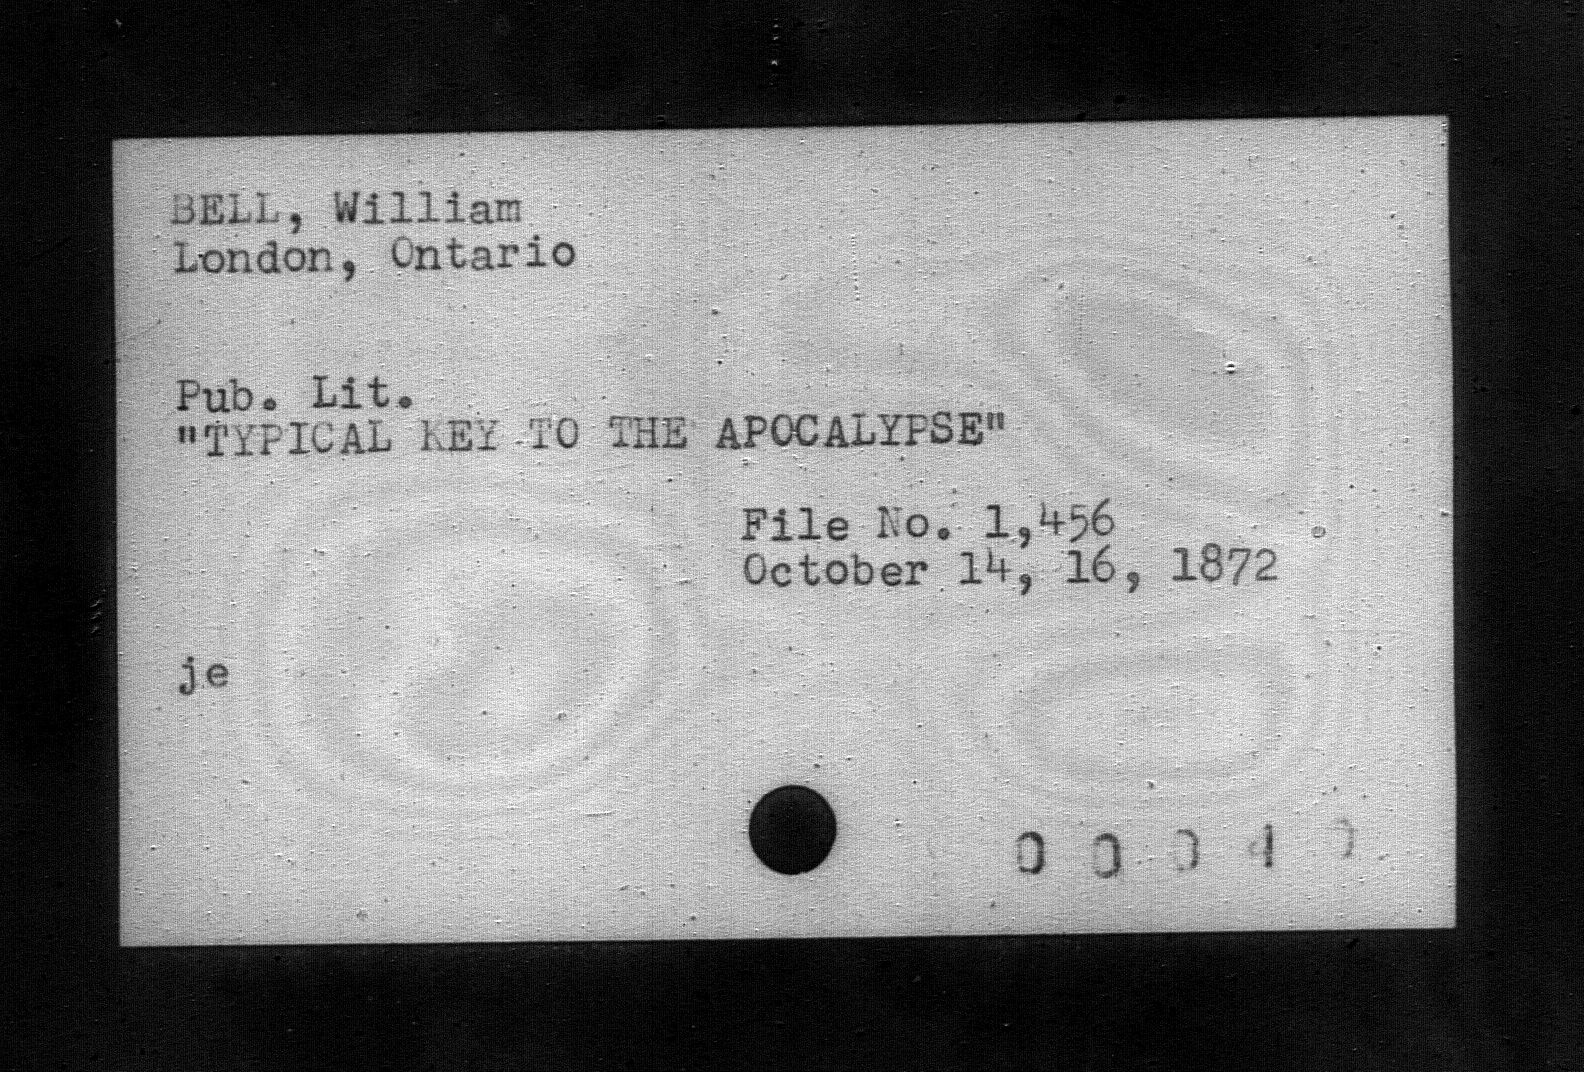 BELL, William
London, Ontario
Pub. Lit.
"TYPICAL KEY TO THE APOCALYPSE"
File No. 1,456
October 14, 16, 1872
je